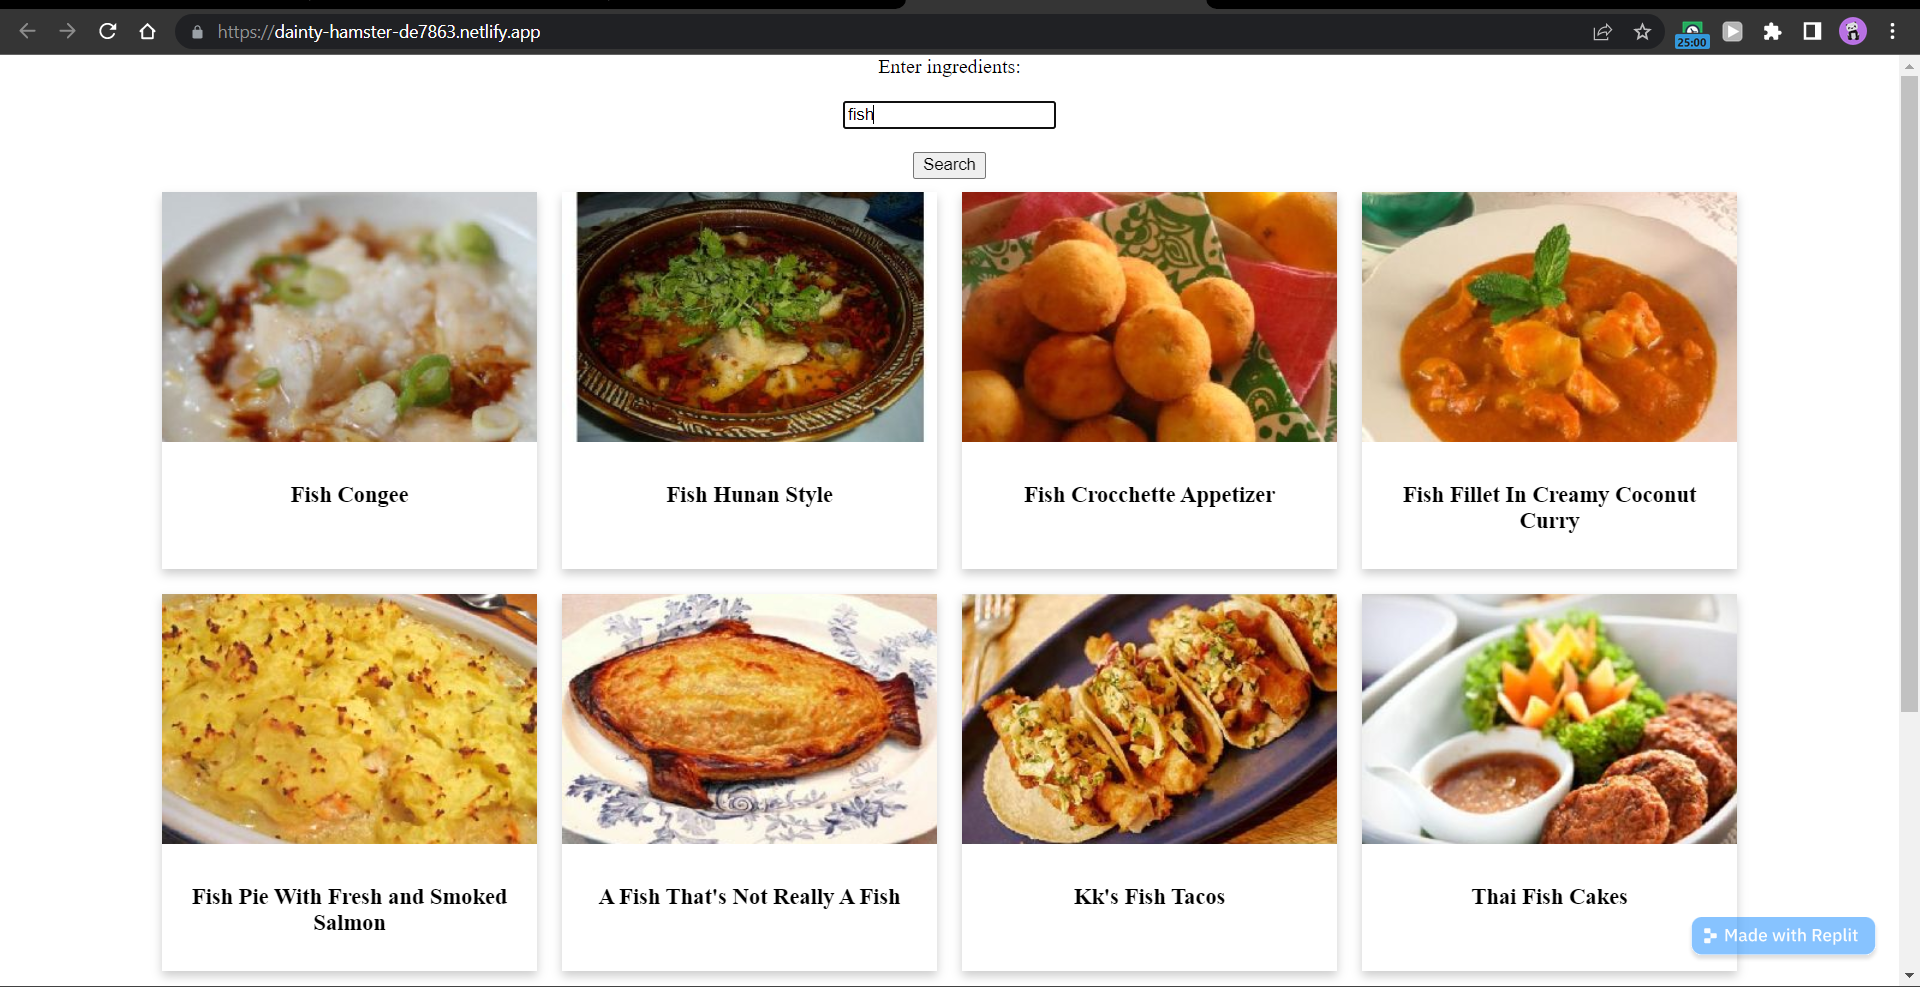 https://dainty-hamster-de7863.netlify.app
25:00
Enter ingredients:
fish
Search
Fish Congee
Fish Hunan Style
Fish Crocchette Appetizer
Fish Fillet In Creamy Coconut
Curry
Fish Pie With Fresh and Smoked
Salmon
A Fish That's Not Really A Fish
Kk's Fish Tacos
Thai Fish Cakes
Made with Replit